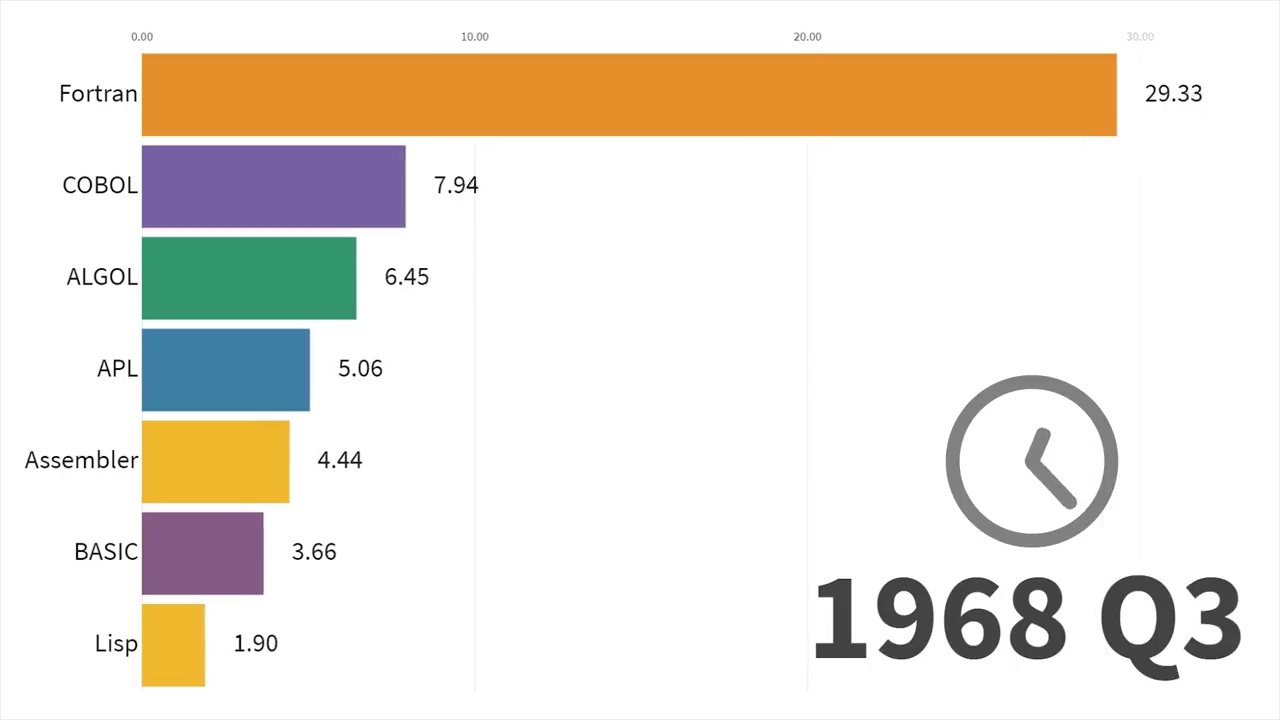 0.00 10.00 20.00 30.00
Fortran 29.33
COBOL 7.94
ALGOL 6.45
APL 5.06
Assembler 4.44
BASIC 3.66
Lisp 1.90
1968 Q3